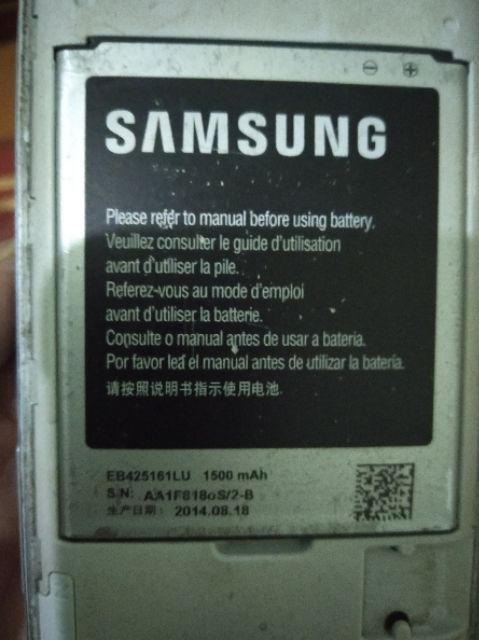 SAMSUNG
Please refer to manual before using battery.
Veuillez consulter le guide d'utilisation
avant d'utiliser la pile.
Referez-vous au mode d'emploi
avant d'utiliser la batterie.
Consulte o manual antes de usar a bateria.
Por favor lea el manual antes de utilizar la batería.
请按照说明书指示使用电池.
EB425161LU 1500 mAh
S/N: AA1F818oS/2-B
生产日期: 2014.08.18